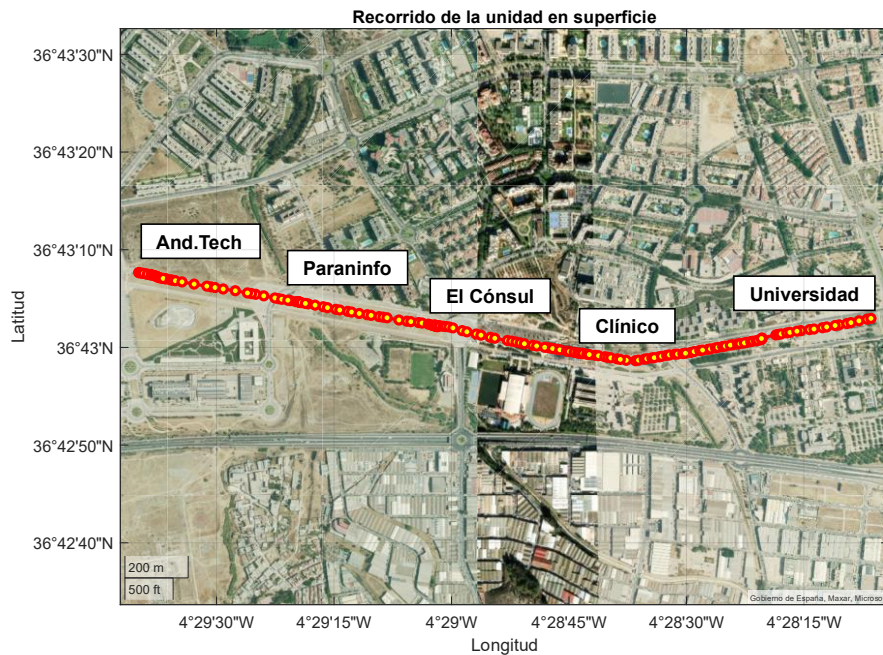 Recorrido de la unidad en superficie
36°43'30"N
36°43'20"N
36°43'10"N
36°43'N
36°42'50"N
36°42'40"N
Latitud
And.Tech
Paraninfo
El Cónsul
Clínico
Universidad
200 m
500 ft
Gobierno de España, Maxar, Microsof
4°29'30"W
4°29'15"W
4°29'W
4°28'45"W
4°28'30"W
4°28'15"W
Longitud